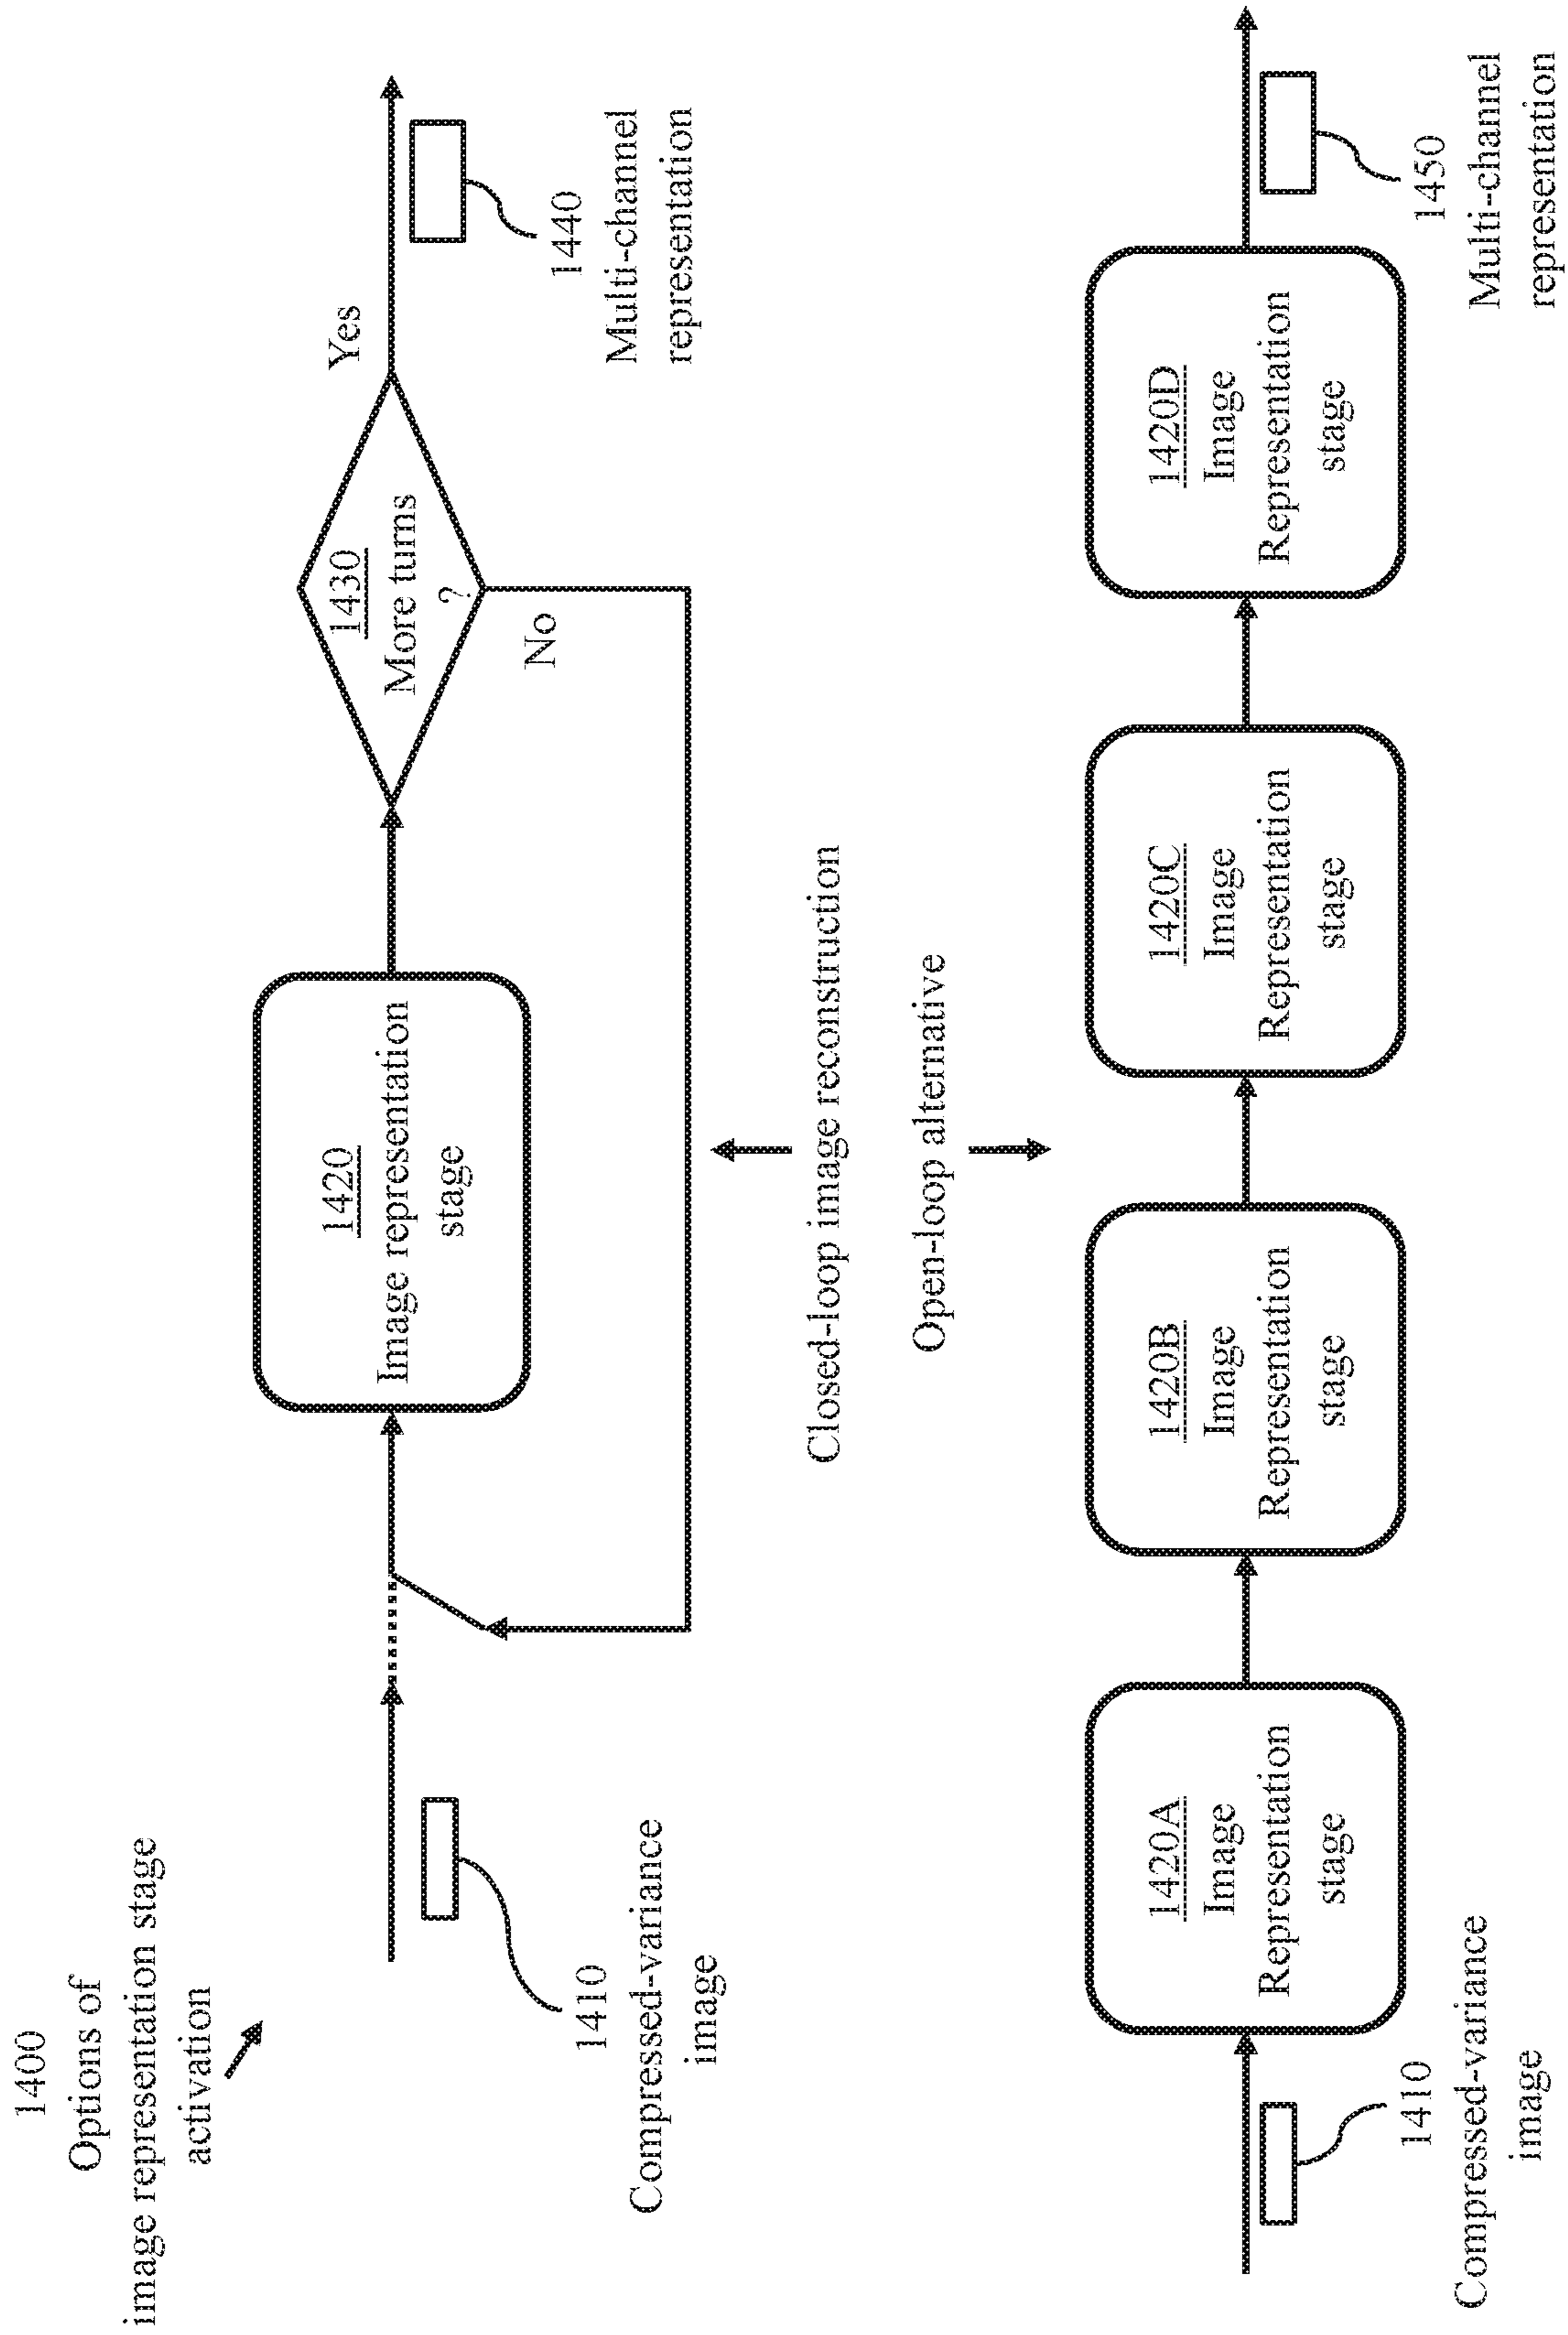 1400
Options of
image representation stage
activation
1410
Compressed-variance
image
1420
Image representation
stage
1430
More turns
?
Yes
No
1440
Multi-channel
representation
Closed-loop image reconstruction
Open-loop alternative
1410
Compressed-variance
image
1420A
Image
Representation
stage
1420B
Image
Representation
stage
1420C
Image
Representation
stage
1420D
Image
Representation
stage
1450
Multi-channel
representation